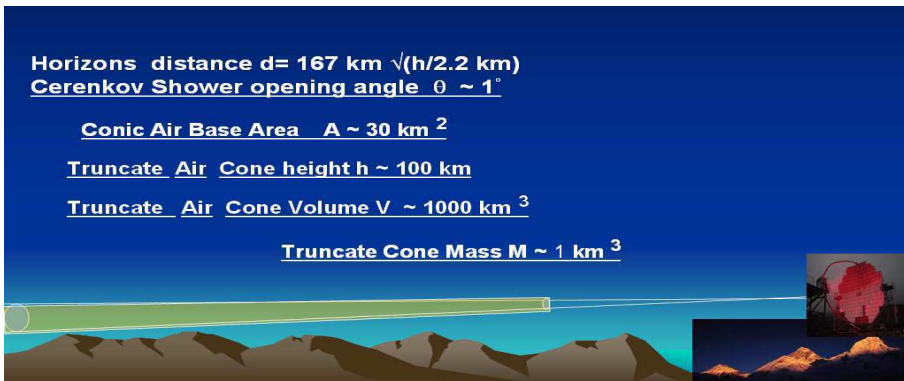 Horizons distance d= 167 km √(h/2.2 km)
Cerenkov Shower opening angle θ ~ 1°
Conic Air Base Area A ~ 30 km ²
Truncate Air Cone height h ~ 100 km
Truncate Air Cone Volume V ~ 1000 km ³
Truncate Cone Mass M ~ 1 km ³